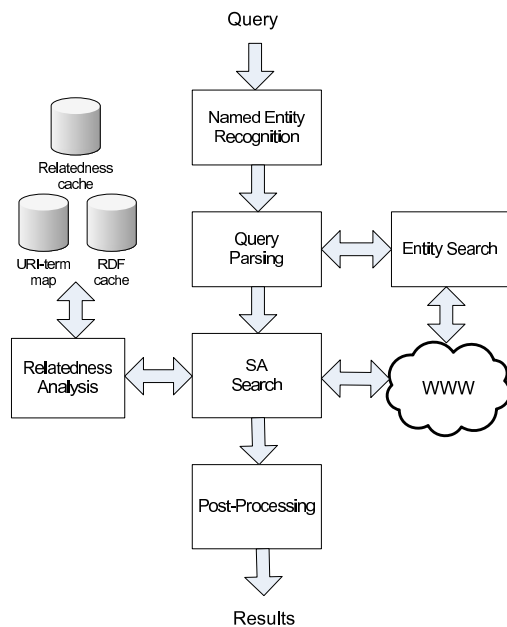 Query
Named Entity
Recognition
Relatedness
cache
URI-term
map
RDF
cache
Query
Parsing
Entity Search
Relatedness
Analysis
SA
Search
WWW
Post-Processing
Results